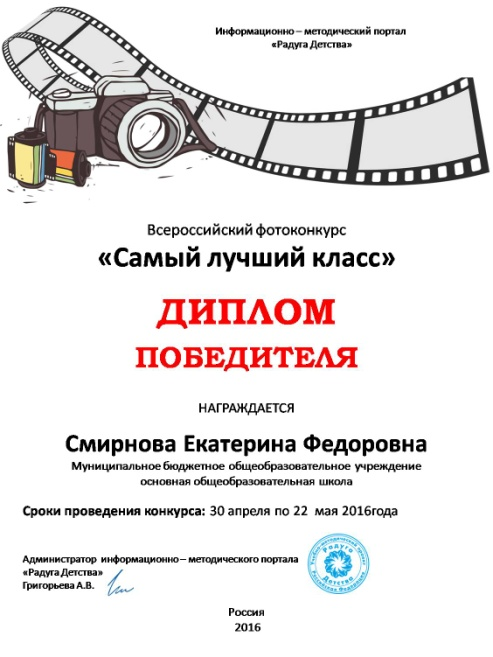 Информационно – методический портал
«Радуга Детства»
Всероссийский фотоконкурс
«Самый лучший класс»
ДИПЛОМ
ПОБЕДИТЕЛЯ
НАГРАЖДАЕТСЯ
Смирнова Екатерина Федоровна
Муниципальное бюджетное общеобразовательное учреждение
основная общеобразовательная школа
Сроки проведения конкурса: 30 апреля по 22 мая 2016года
Администратор информационно – методического портала
«Радуга Детства»
Григорьева А.В.
Радуга
Детства
Россия
2016